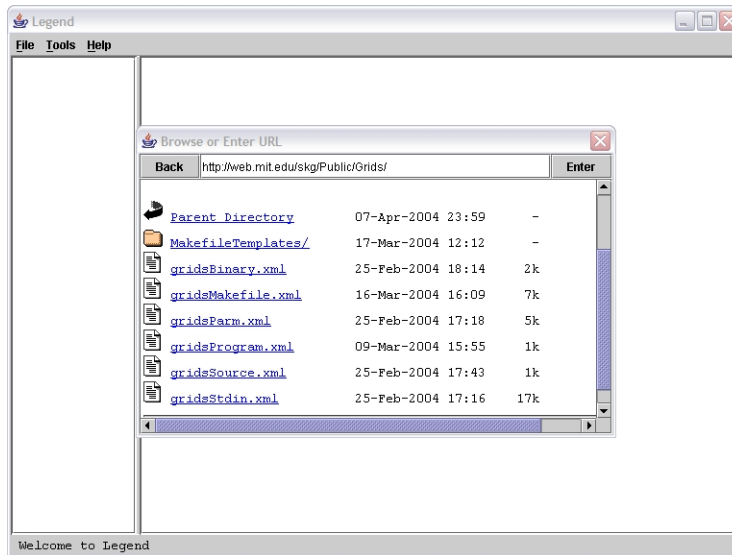 Legend
File Tools Help
Browse or Enter URL
Back http://web.mit.edu/skg/Public/Grids/ Enter
Parent Directory 07-Apr-2004 23:59 -
MakefileTemplates/ 17-Mar-2004 12:12 -
gridsBinary.xml 25-Feb-2004 18:14 2k
gridsMakefile.xml 16-Mar-2004 16:09 7k
gridsParm.xml 25-Feb-2004 17:18 5k
gridsProgram.xml 09-Mar-2004 15:55 1k
gridsSource.xml 25-Feb-2004 17:43 1k
gridsStdin.xml 25-Feb-2004 17:16 17k
Welcome to Legend